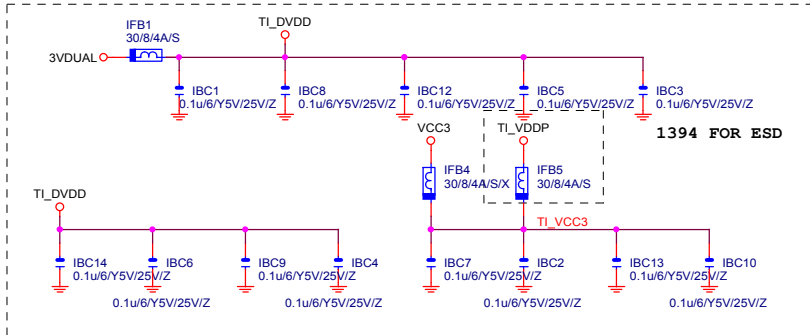 IFB1
30/8/4A/S
TI_DVDD
3VDUAL
IBC1
0.1u/6/Y5V/25V/Z
IBC8
0.1u/6/Y5V/25V/Z
IBC12
0.1u/6/Y5V/25V/Z
IBC5
0.1u/6/Y5V/25V/Z
IBC3
0.1u/6/Y5V/25V/Z
1394 FOR ESD
VCC3
TI_VDDP
IFB4
30/8/4A/S/X
IFB5
30/8/4A/S
TI_DVDD
TI_VCC3
IBC14
0.1u/6/Y5V/25V/Z
IBC6
0.1u/6/Y5V/25V/Z
IBC9
0.1u/6/Y5V/25V/Z
IBC4
0.1u/6/Y5V/25V/Z
IBC7
0.1u/6/Y5V/25V/Z
IBC2
0.1u/6/Y5V/25V/Z
IBC13
0.1u/6/Y5V/25V/Z
IBC10
0.1u/6/Y5V/25V/Z